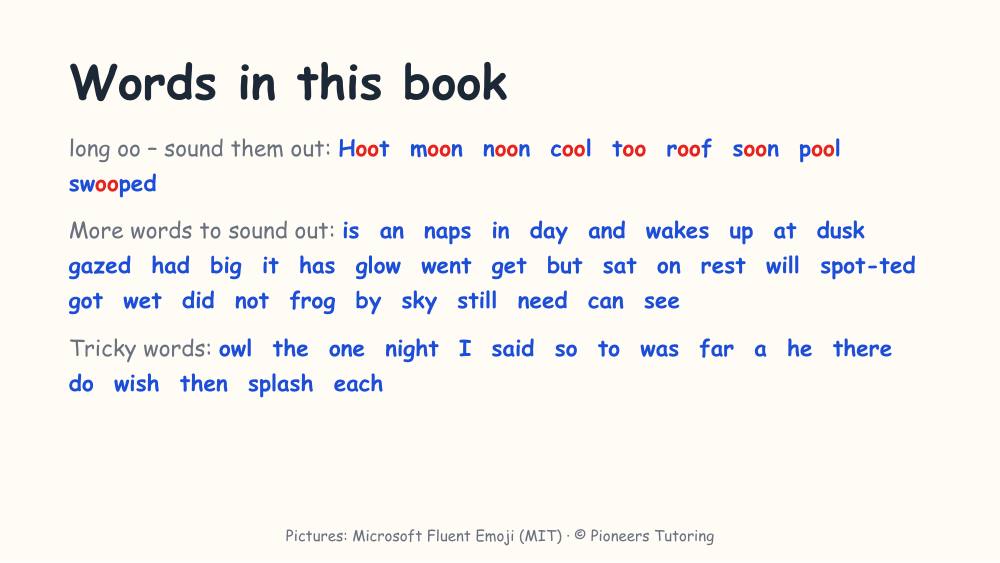 Words in this book
long oo – sound them out: Hoot moon noon cool too roof soon pool
swooped
More words to sound out: is an naps in day and wakes up at dusk
gazed had big it has glow went get but sat on rest will spot-ted
got wet did not frog by sky still need can see
Tricky words: owl the one night I said so to was far a he there
do wish then splash each
Pictures: Microsoft Fluent Emoji (MIT) · © Pioneers Tutoring